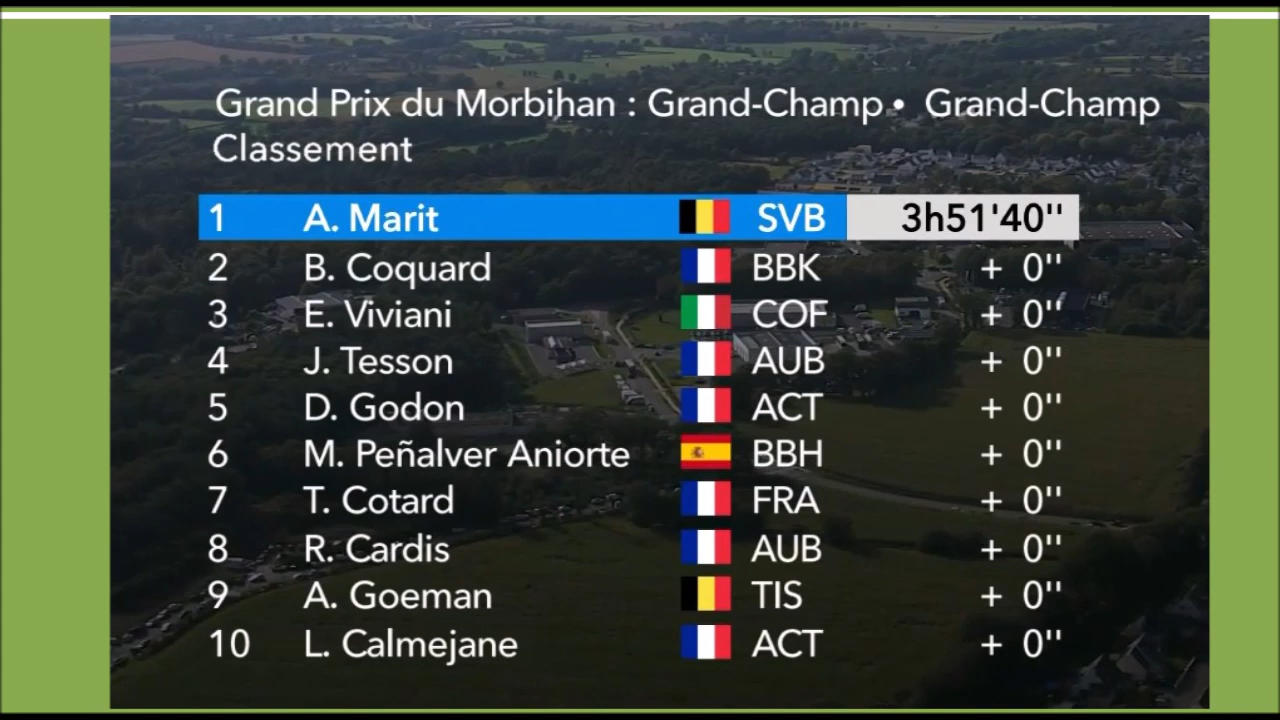 Grand Prix du Morbihan : Grand-Champ • Grand-Champ
Classement
1 A. Marit SVB 3h51'40''
2 B. Coquard BBK + 0''
3 E. Viviani COF + 0''
4 J. Tesson AUB + 0''
5 D. Godon ACT + 0''
6 M. Peñalver Aniorte BBH + 0''
7 T. Cotard FRA + 0''
8 R. Cardis AUB + 0''
9 A. Goeman TIS + 0''
10 L. Calmejane ACT + 0''